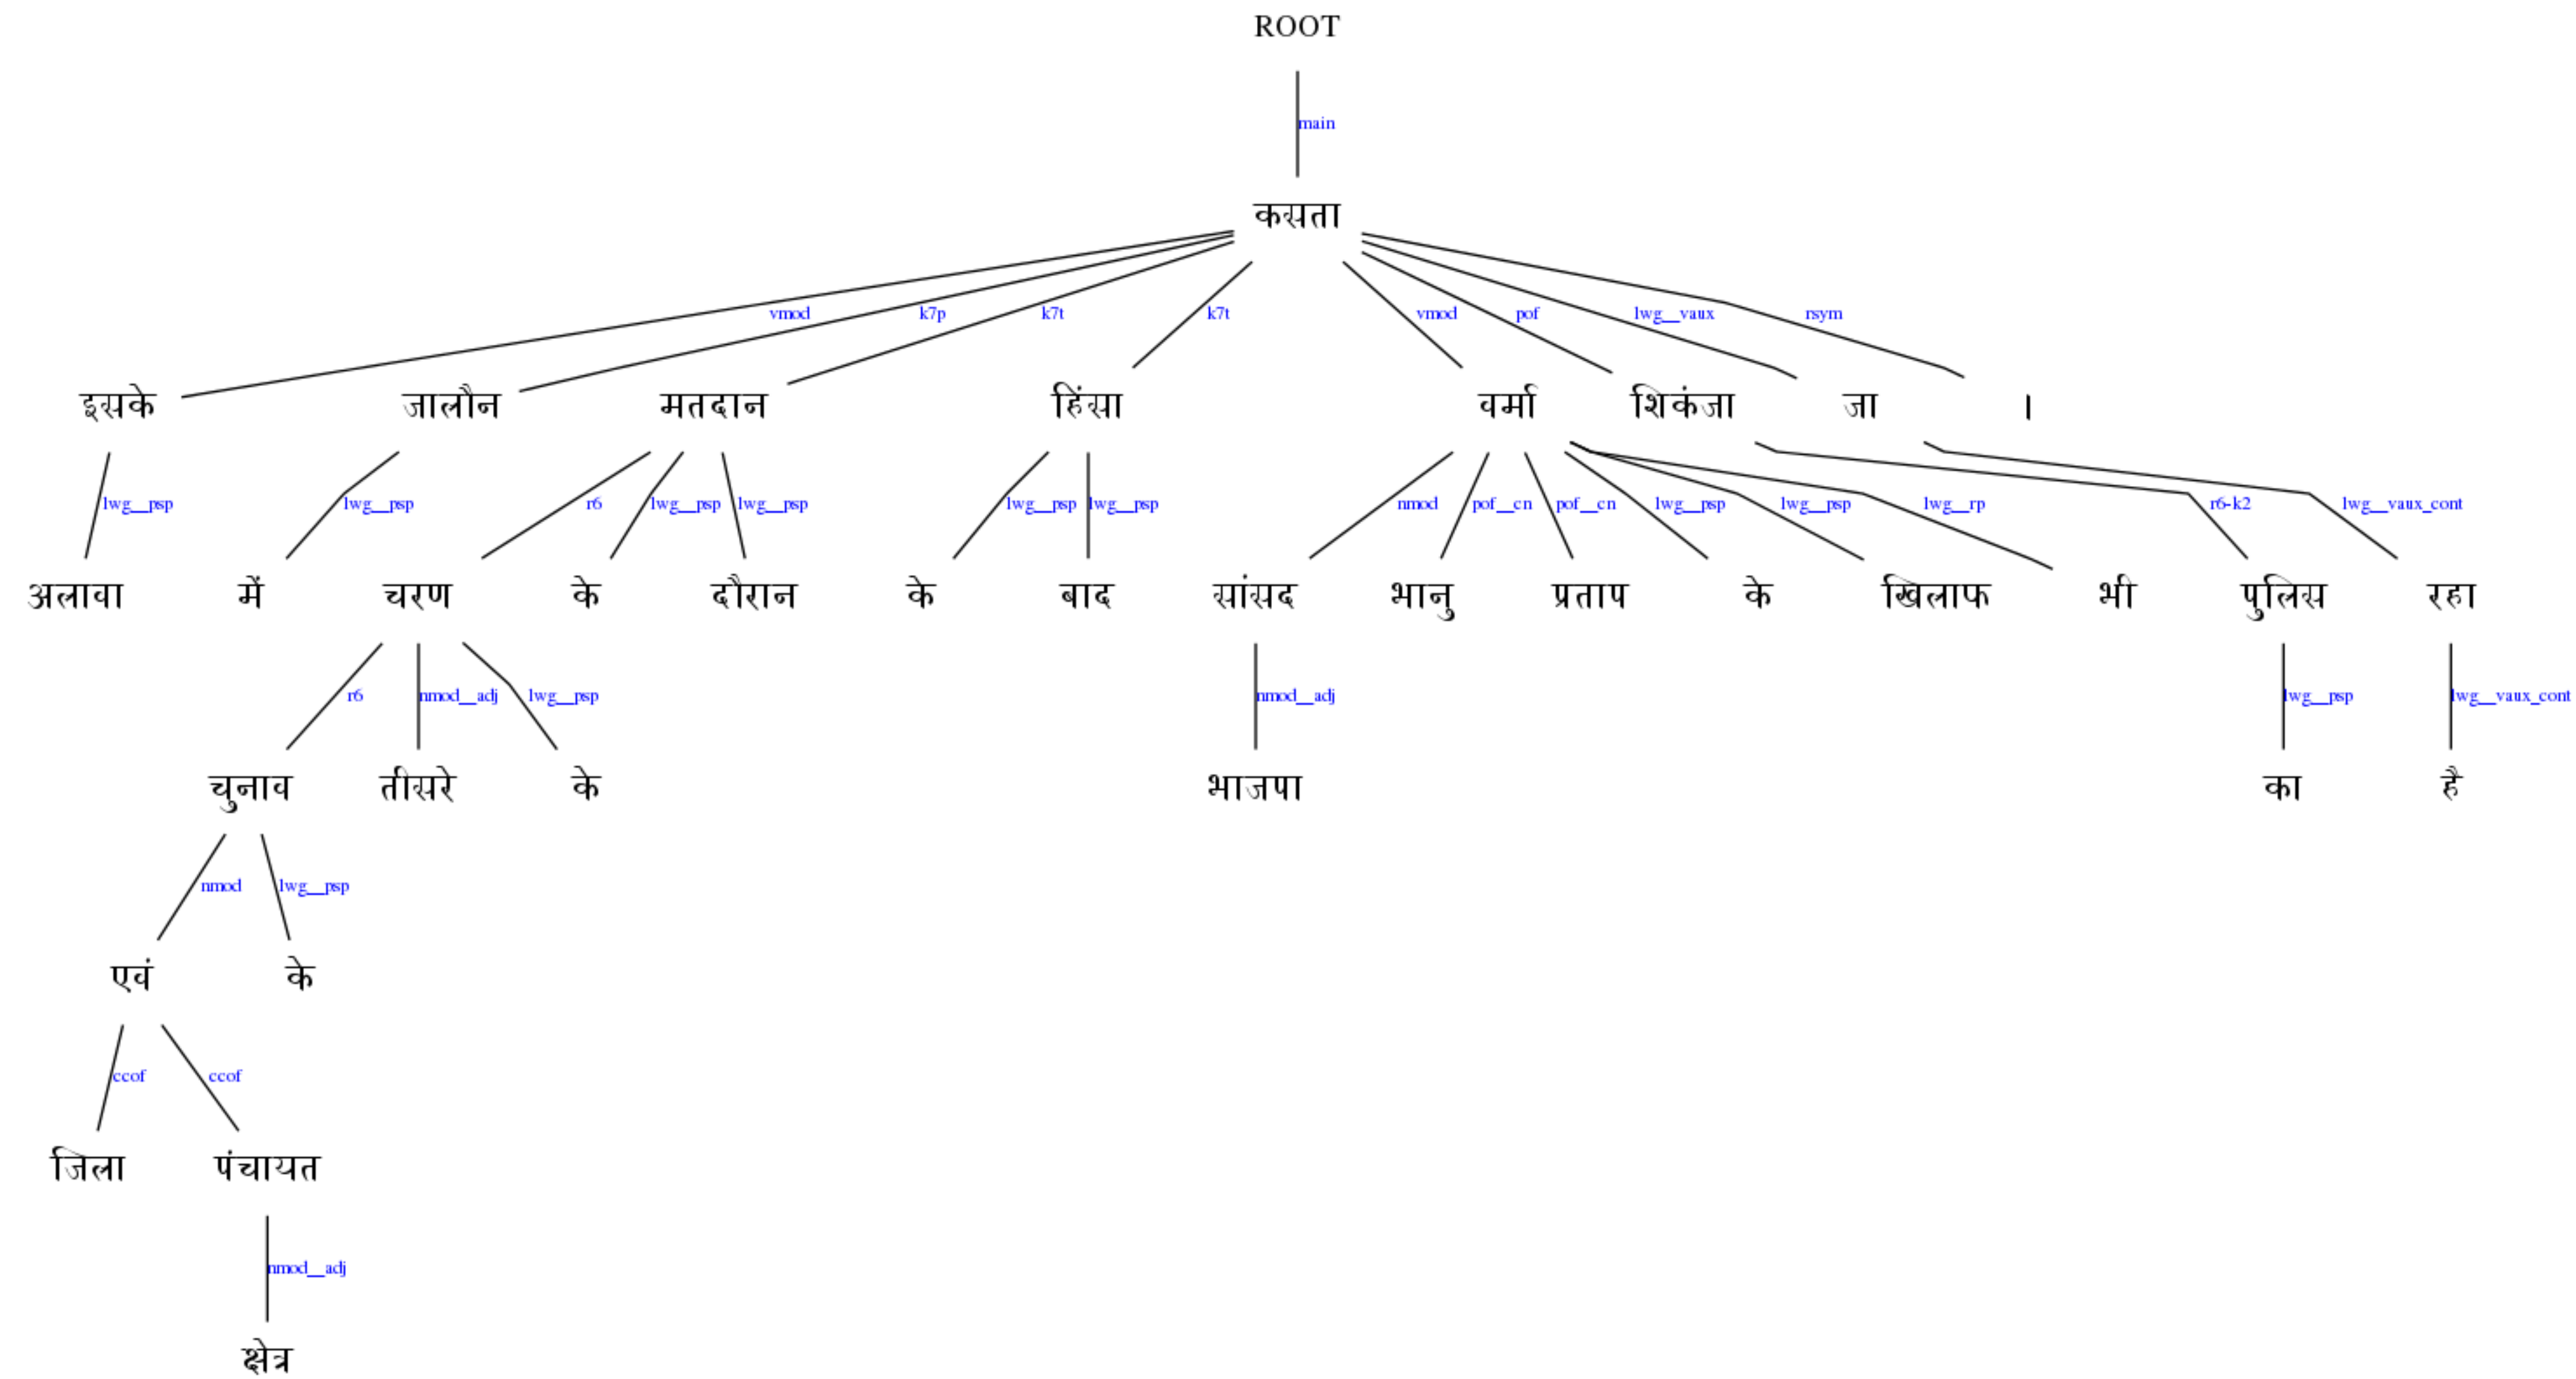 ROOT
main
कसता
vmod k7p k7t k7t vmod pof lwg__vaux rsym
इसके जालौन मतदान हिंसा वर्मा शिकंजा जा ।
lwg__psp lwg__psp r6 lwg__psp lwg__psp lwg__psp lwg__psp nmod pof__cn pof__cn lwg__psp lwg__psp lwg__rp r6-k2 lwg__vaux_cont
अलावा में चरण के दौरान के बाद सांसद भानु प्रताप के खिलाफ भी पुलिस रहा
r6 nmod__adj lwg__psp nmod__adj lwg__psp lwg__vaux_cont
चुनाव तीसरे के भाजपा का है
nmod lwg__psp
एवं के
ccof ccof
जिला पंचायत
nmod__adj
क्षेत्र